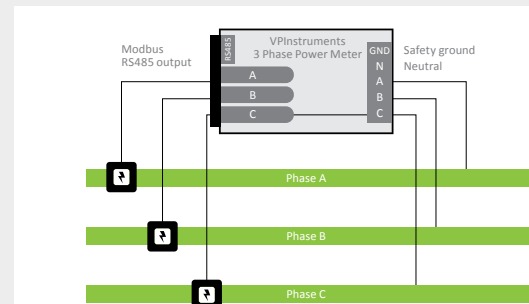 Modbus
RS485 output
RS485
VPInstruments
3 Phase Power Meter
A
B
C
GND
N
A
B
C
Safety ground
Neutral
Phase A
Phase B
Phase C